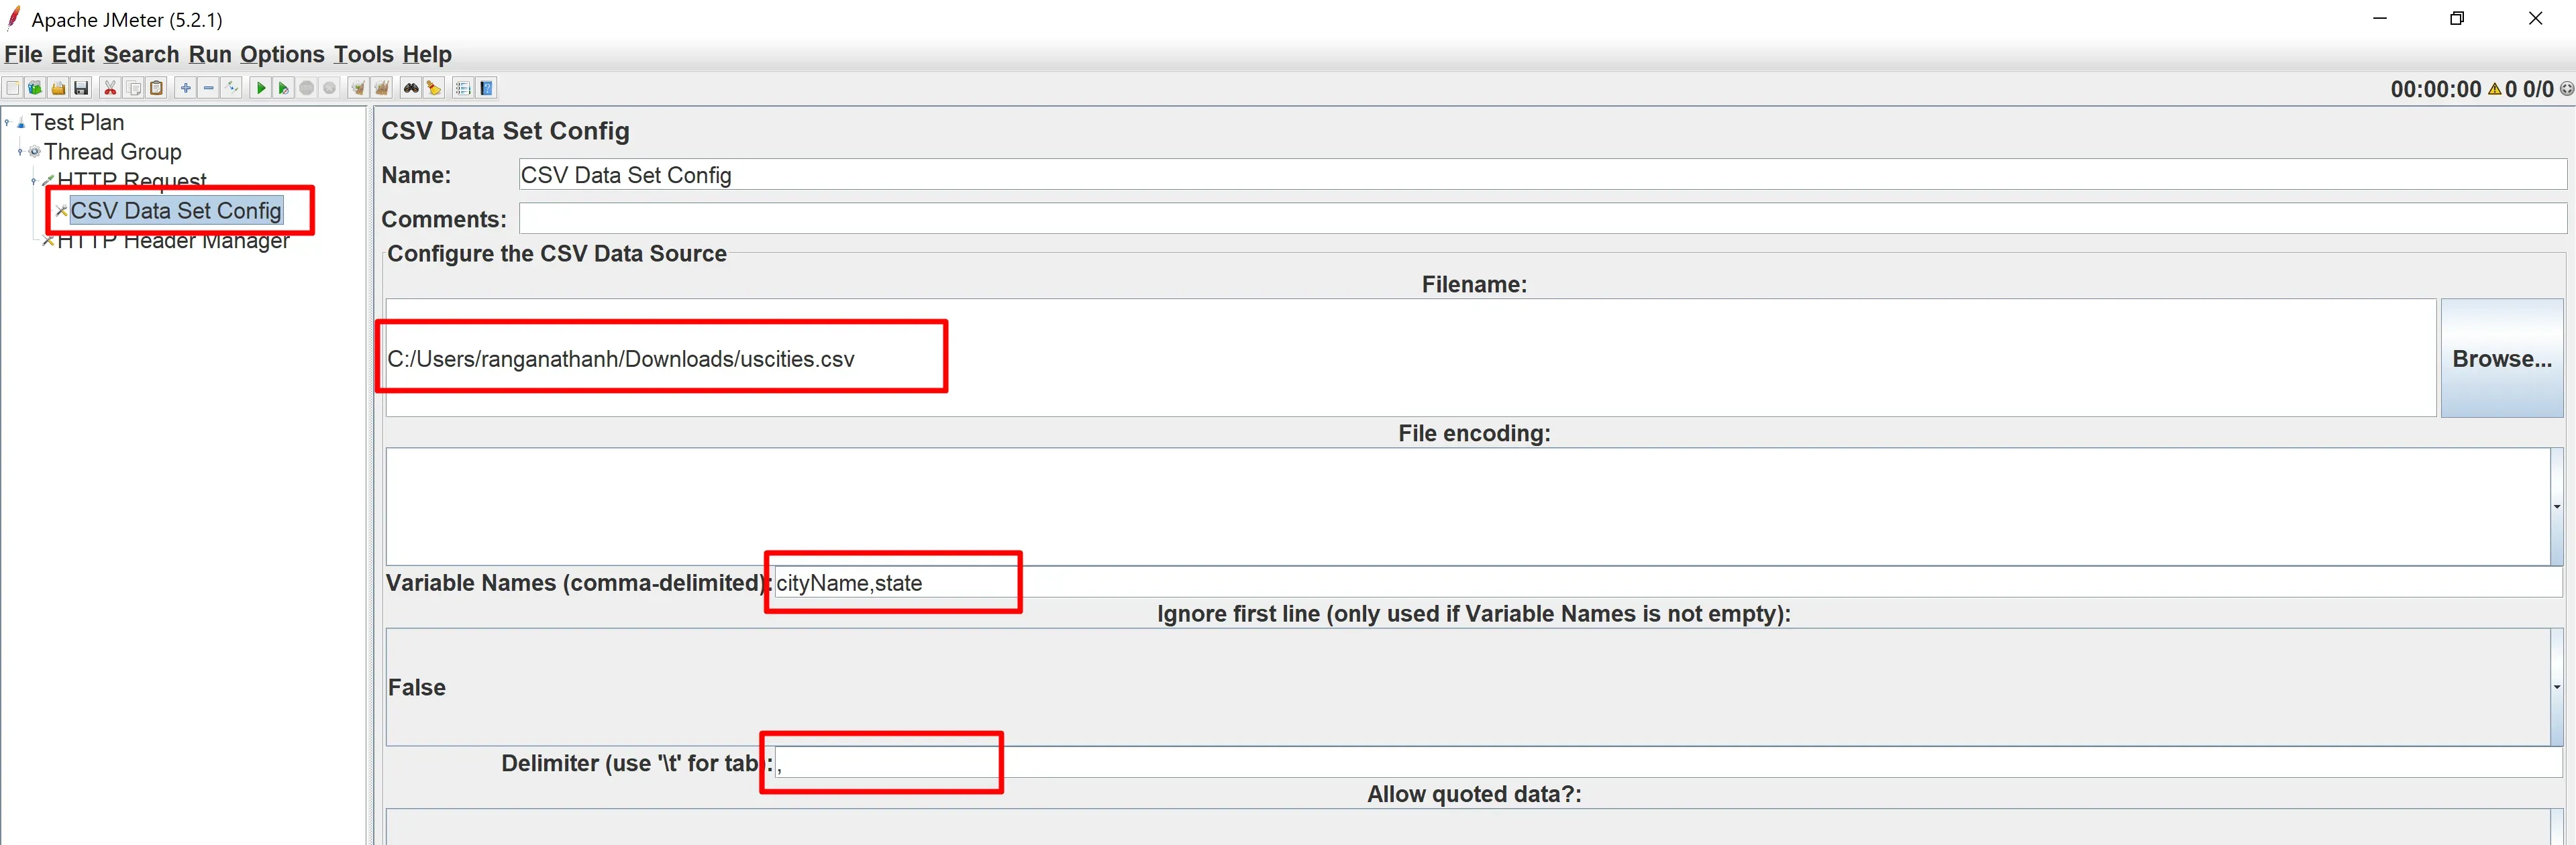 Apache JMeter (5.2.1)
File Edit Search Run Options Tools Help
00:00:00 0 0/0
Test Plan
Thread Group
HTTP Request
CSV Data Set Config
HTTP Header Manager
CSV Data Set Config
Name: CSV Data Set Config
Comments:
Configure the CSV Data Source
Filename:
C:/Users/ranganathanh/Downloads/uscities.csv
Browse...
File encoding:
Variable Names (comma-delimited): cityName,state
Ignore first line (only used if Variable Names is not empty):
False
Delimiter (use '\t' for tab): ,
Allow quoted data?: